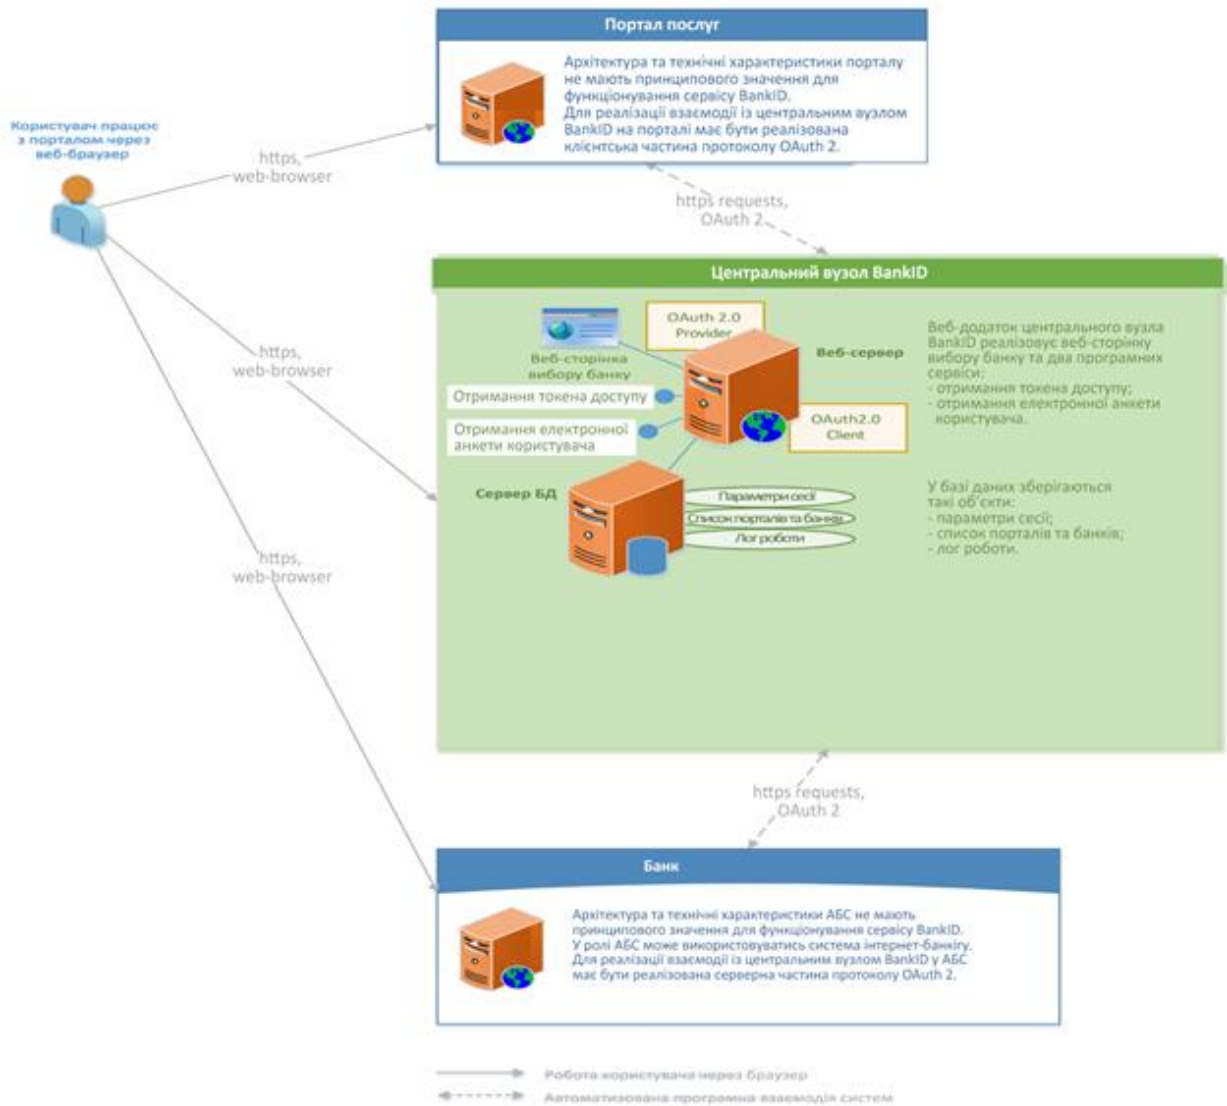 Портал послуг
Архітектура та технічні характеристики порталу
не мають принципового значення для
функціонування сервісу BankID.
Для реалізації взаємодії із центральним вузлом
BankID на порталі має бути реалізована
клієнтська частина протоколу OAuth 2.
Користувач працює
з порталом через
веб-браузер
https,
web-browser
https requests,
OAuth 2
Центральний вузол BankID
OAuth 2.0
Provider
Веб-сторінка
вибору банку
Веб-сервер
Отримання токена доступу
Отримання електронної
анкети користувача
OAuth2.0
Client
Веб-додаток центрального вузла
BankID реалізовує веб-сторінку
вибору банку та два програмних
сервіси:
- отримання токена доступу;
- отримання електронної анкети
користувача.
https,
web-browser
Сервер БД
Параметри сесії
Список порталів та банків
Лог роботи
У базі даних зберігаються
такі об’єкти:
- параметри сесії;
- список порталів та банків;
- лог роботи.
https,
web-browser
https requests,
OAuth 2
Банк
Архітектура та технічні характеристики АБС не мають
принципового значення для функціонування сервісу BankID.
У ролі АБС може використовуватись система інтернет-банкігу.
Для реалізації взаємодії із центральним вузлом BankID у АБС
має бути реалізована серверна частина протоколу OAuth 2.
Робота користувача через браузер
Автоматизована програмна взаємодія систем